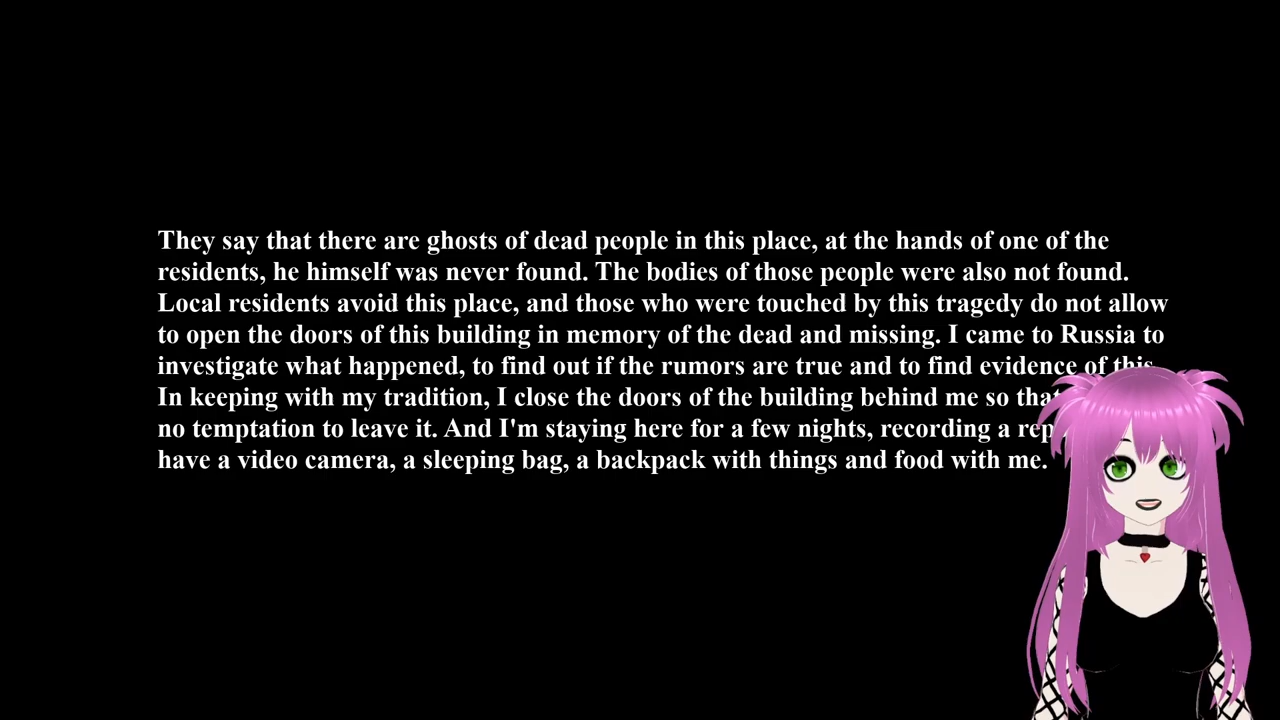 They say that there are ghosts of dead people in this place, at the hands of one of the
residents, he himself was never found. The bodies of those people were also not found.
Local residents avoid this place, and those who were touched by this tragedy do not allow
to open the doors of this building in memory of the dead and missing. I came to Russia to
investigate what happened, to find out if the rumors are true and to find evidence of this.
In keeping with my tradition, I close the doors of the building behind me so that
no temptation to leave it. And I'm staying here for a few nights, recording a
have a video camera, a sleeping bag, a backpack with things and food with me.